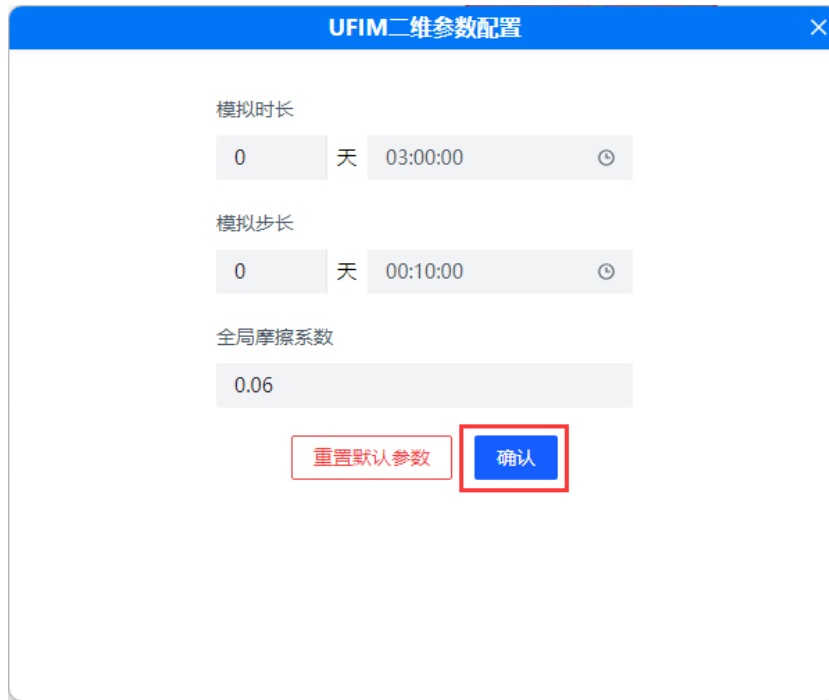 UFIM二维参数配置
模拟时长
0 天 03:00:00
模拟步长
0 天 00:10:00
全局摩擦系数
0.06
重置默认参数 确认